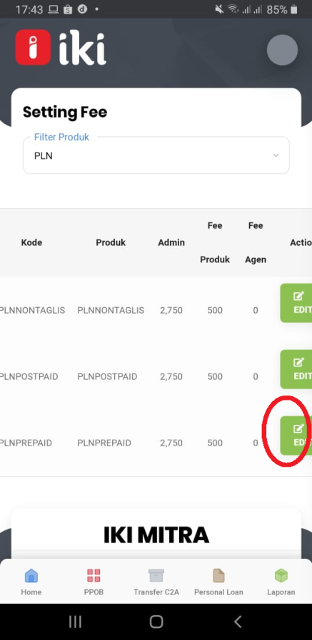 17:43 85%
iki
Setting Fee
Filter Produk
PLN
Kode Produk Admin Fee Produk Fee Agen Actio
PLNNONTAGLIS PLNNONTAGLIS 2,750 500 0 EDIT
PLNPOSTPAID PLNPOSTPAID 2,750 500 0 EDIT
PLNPREPAID PLNPREPAID 2,750 500 0 EDI
IKI MITRA
Home PPOB Transfer C2A Personal Loan Laporan